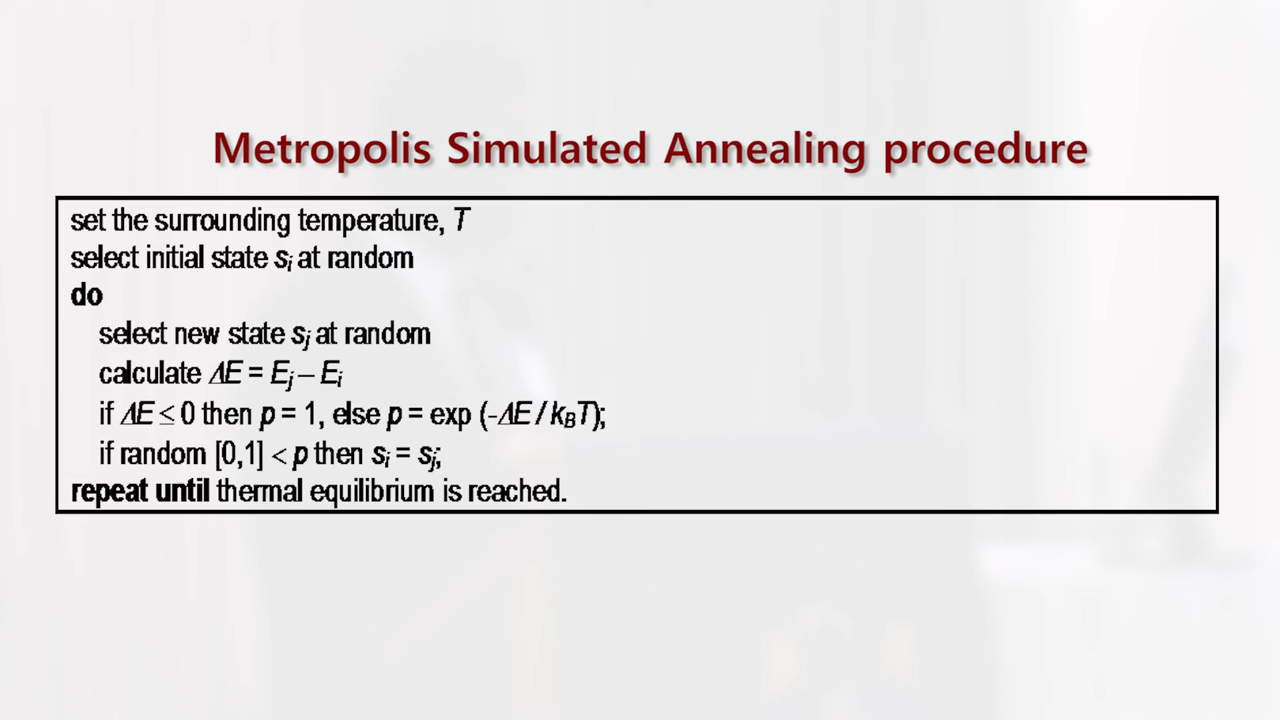 Metropolis Simulated Annealing procedure
set the surrounding temperature, T
select initial state sᵢ at random
do
select new state sⱼ at random
calculate ΔE = Eⱼ – Eᵢ
if ΔE ≤ 0 then p = 1, else p = exp (-ΔE / k_BT);
if random [0,1] < p then sᵢ = sⱼ;
repeat until thermal equilibrium is reached.